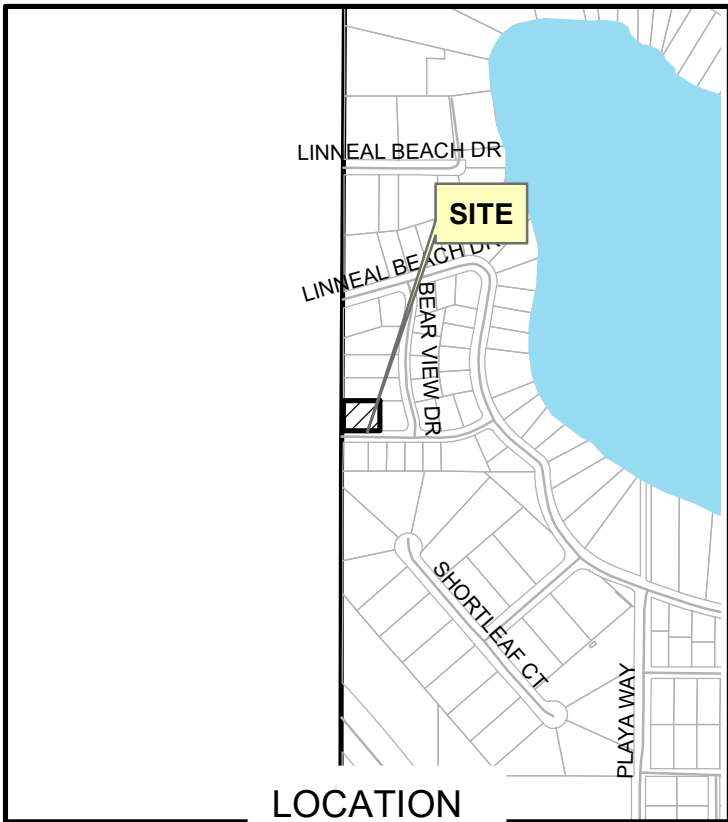 LINNEAL BEACH DR
SITE
LINNEAL BEACH DR
BEAR VIEW DR
SHORTLEAF CT
PLAYA WAY
LOCATION